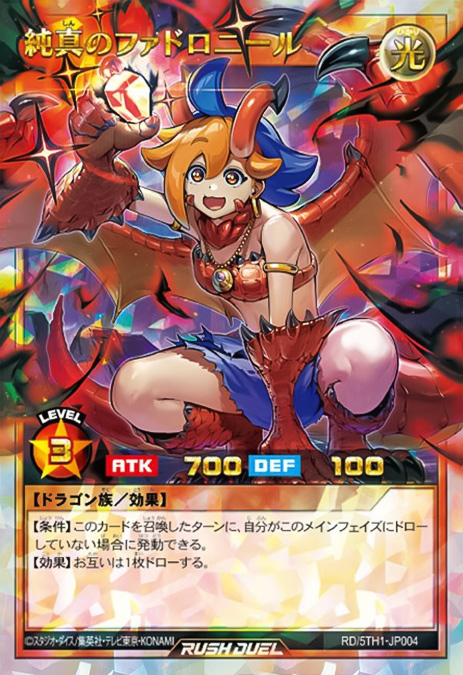 純真のファドロニール
光
LEVEL
3
ATK 700 DEF 100
【ドラゴン族／効果】
【条件】このカードを召喚したターンに、自分がこのメインフェイズにドロー
していない場合に発動できる。
【効果】お互いは1枚ドローする。
©スタジオ・ダイス/集英社・テレビ東京・KONAMI
RUSH DUEL
RD/5TH1-JP004